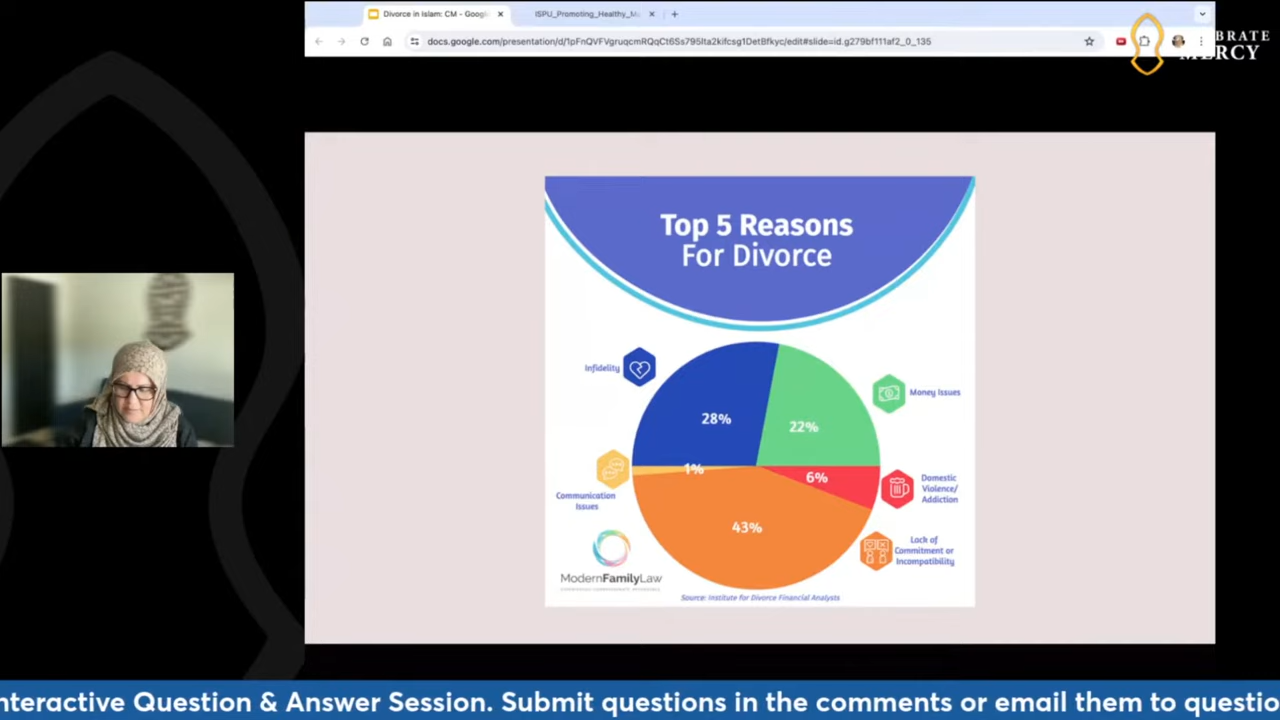 Divorce in Islam: CM - Googl
ISPU_Promoting_Healthy_M
docs.google.com/presentation/d/1pFnQVFVgruqcmRQqCt6Ss795Ita2kifcsg1DetBfkyc/edit#slide=id.g279bf111af2_0_135
BRATE
MERCY
Top 5 Reasons
For Divorce
Infidelity
28%
22%
Money Issues
Communication
Issues
1%
6%
Domestic
Violence/
Addiction
43%
Lack of
Commitment or
Incompatibility
ModernFamilyLaw
Source: Institute for Divorce Financial Analysts
nteractive Question & Answer Session. Submit questions in the comments or email them to questio